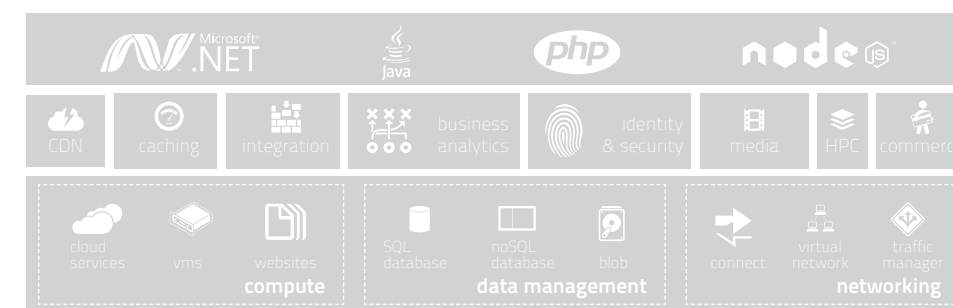 Microsoft®
.NET
Java
php
node JS
CDN
caching
integration
business
analytics
identity
& security
media
HPC
commerc
cloud
services
vms
websites
compute
SQL
database
noSQL
database
blob
data management
connect
virtual
network
traffic
manager
networking